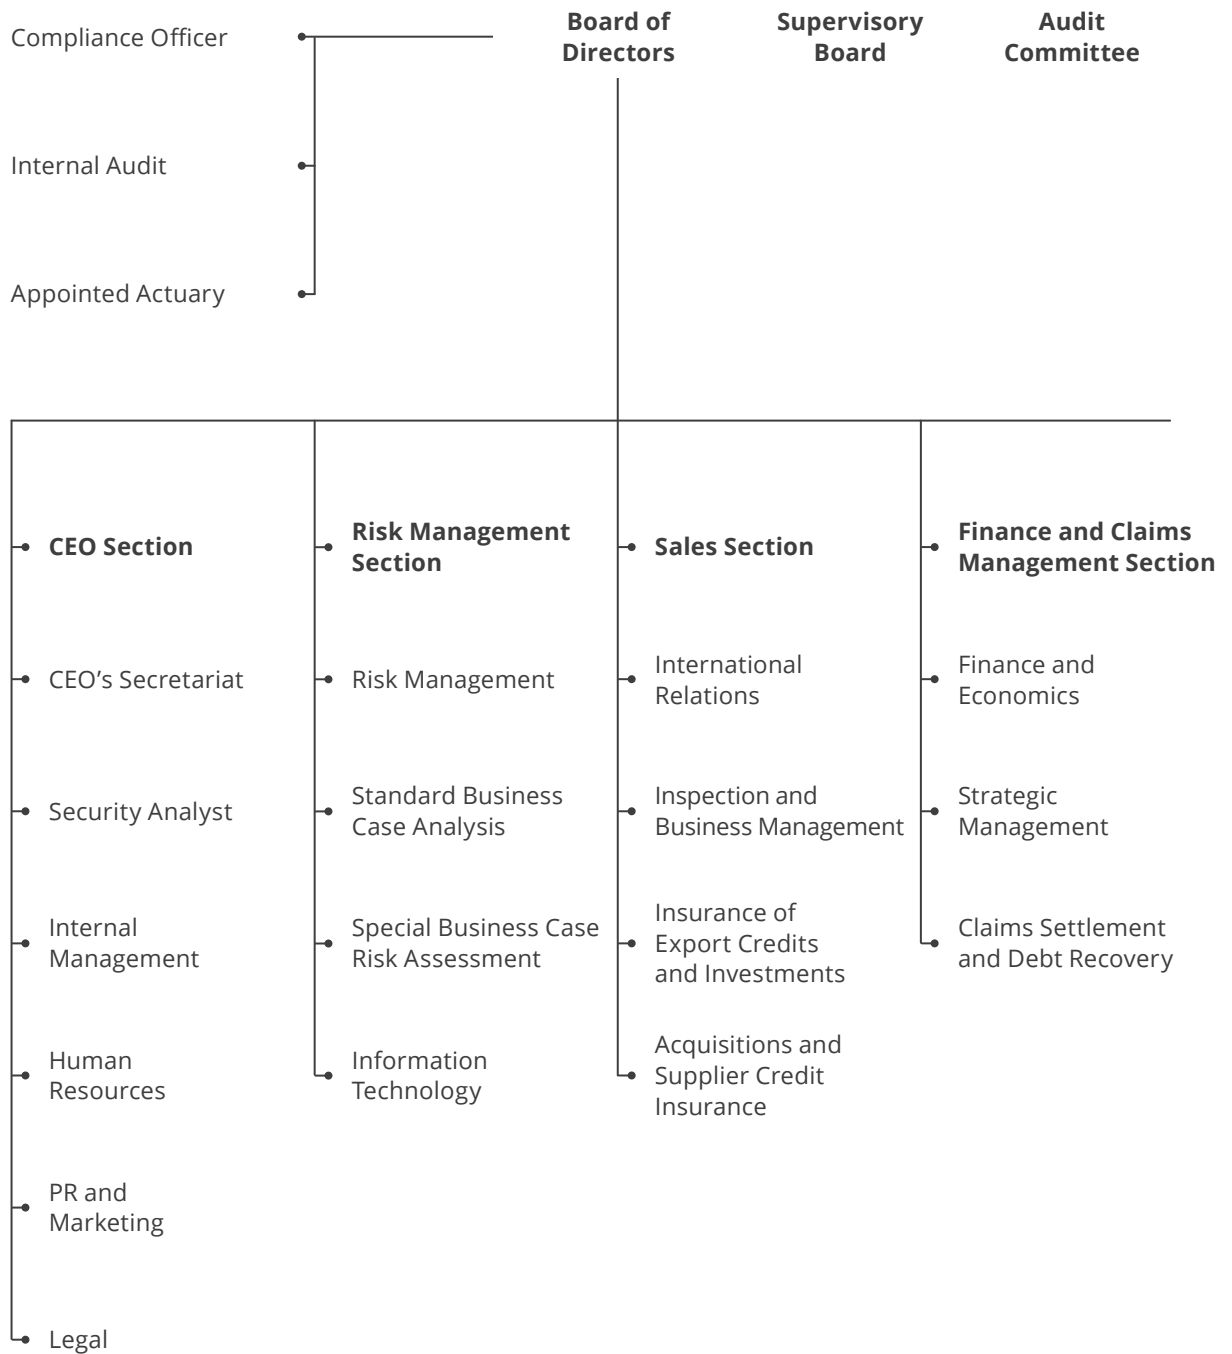 Compliance Officer
Board of
Directors
Supervisory
Board
Audit
Committee
Internal Audit
Appointed Actuary
CEO Section
CEO’s Secretariat
Security Analyst
Internal
Management
Human
Resources
PR and
Marketing
Legal
Risk Management
Section
Risk Management
Standard Business
Case Analysis
Special Business Case
Risk Assessment
Information
Technology
Sales Section
International
Relations
Inspection and
Business Management
Insurance of
Export Credits
and Investments
Acquisitions and
Supplier Credit
Insurance
Finance and Claims
Management Section
Finance and
Economics
Strategic
Management
Claims Settlement
and Debt Recovery